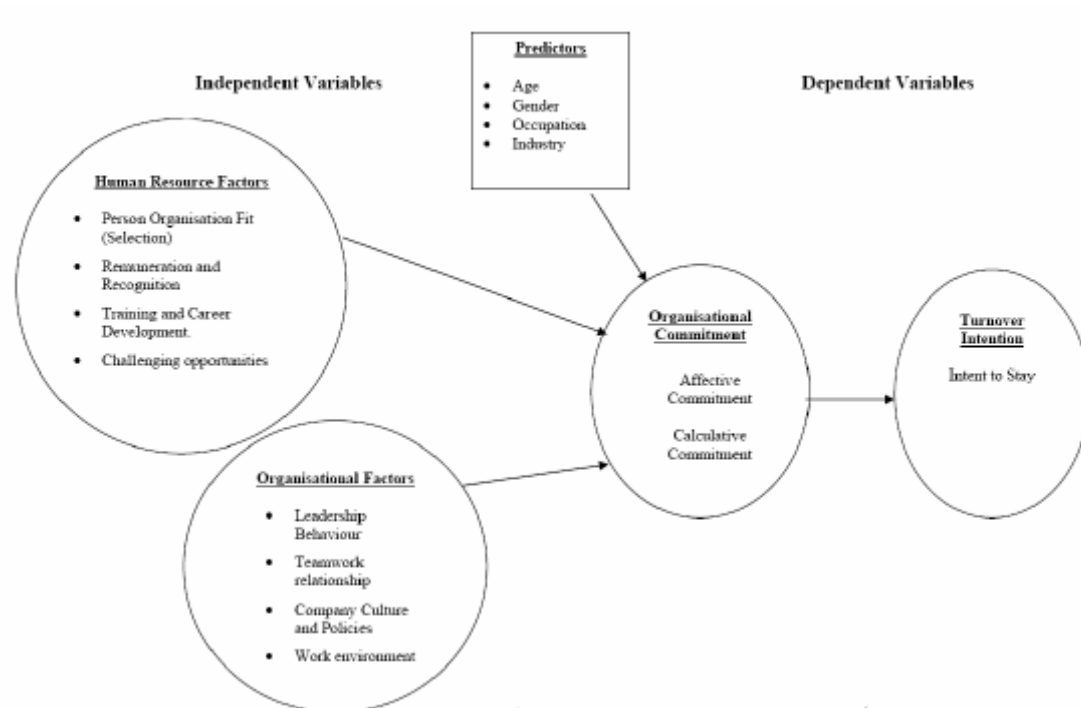 Predictors
• Age
• Gender
• Occupation
• Industry
Independent Variables
Dependent Variables
Human Resource Factors
• Person Organisation Fit
(Selection)
• Remuneration and
Recognition
• Training and Career
Development.
• Challenging opportunities
Organisational
Commitment
Affective
Commitment
Calculative
Commitment
Turnover
Intention
Intent to Stay
Organisational Factors
• Leadership
Behaviour
• Teamwork
relationship
• Company Culture
and Policies
• Work environment